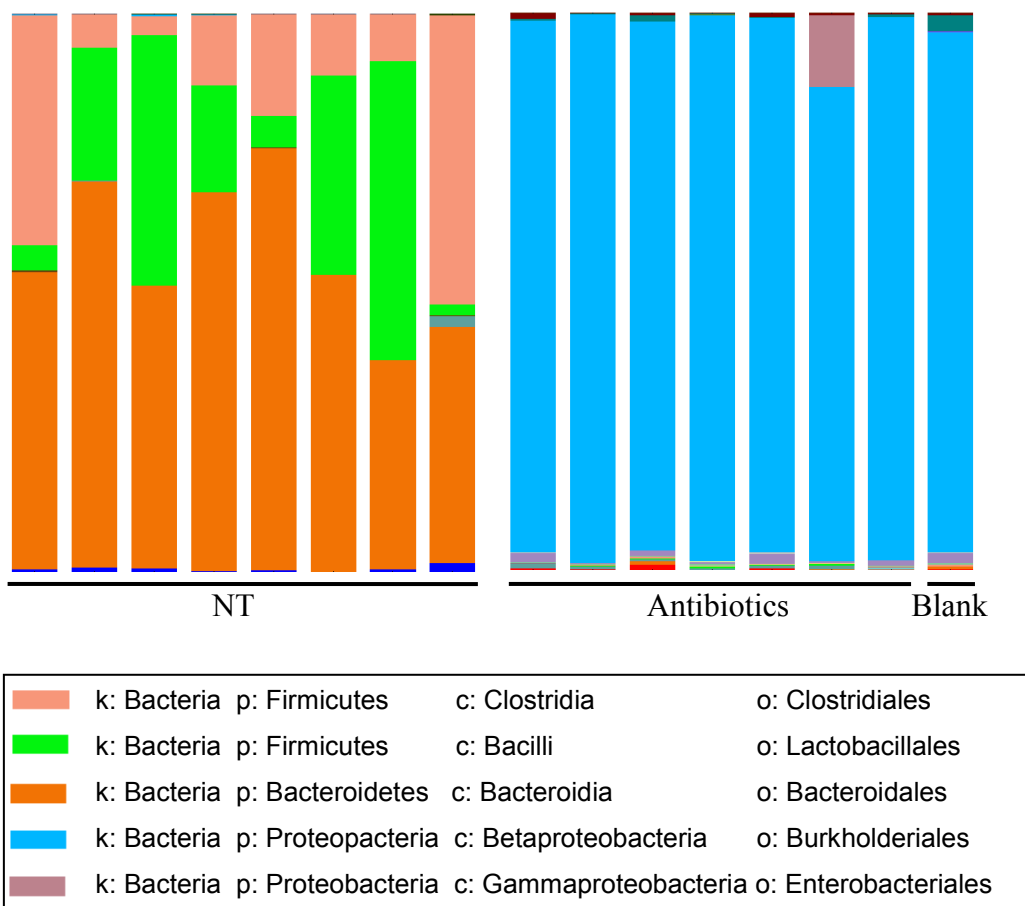 NT Antibiotics Blank
k: Bacteria p: Firmicutes c: Clostridia o: Clostridiales
k: Bacteria p: Firmicutes c: Bacilli o: Lactobacillales
k: Bacteria p: Bacteroidetes c: Bacteroidia o: Bacteroidales
k: Bacteria p: Proteopacteria c: Betaproteobacteria o: Burkholderiales
k: Bacteria p: Proteobacteria c: Gammaproteobacteria o: Enterobacteriales